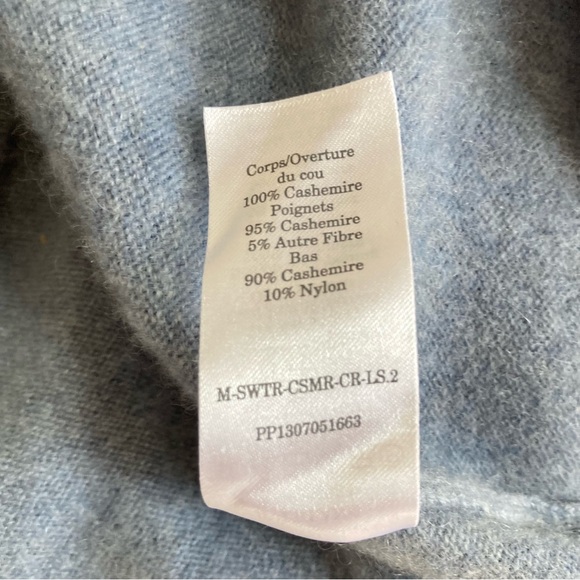 Corps/Overture
du cou
100% Cashemire
Poignets
95% Cashemire
5% Autre Fibre
Bas
90% Cashemire
10% Nylon
M-SWTR-CSMR-CR-LS.2
PP1307051663